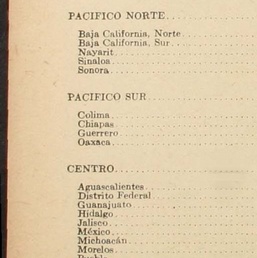 PACIFICO NORTE
Baja California, Norte
Baja California, Sur
Nayarit
Sinaloa
Sonora
PACIFICO SUR
Colima
Chiapas
Guerrero
Oaxaca
CENTRO
Aguascalientes
Distrito Federal
Guanajuato
Hidalgo
Jalisco
México
Michoacán
Morelos